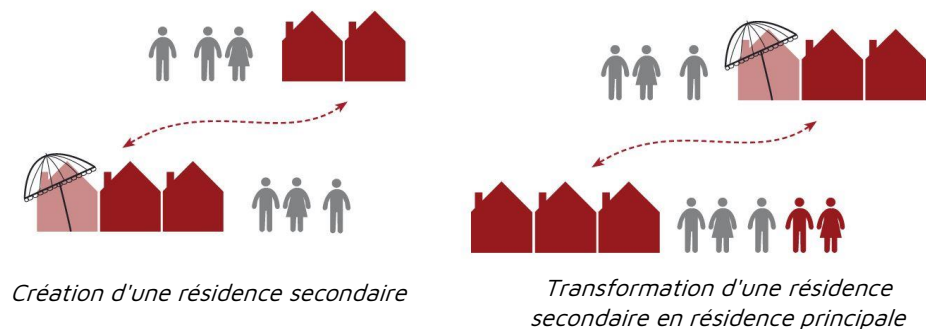 Création d'une résidence secondaire
Transformation d'une résidence
secondaire en résidence principale